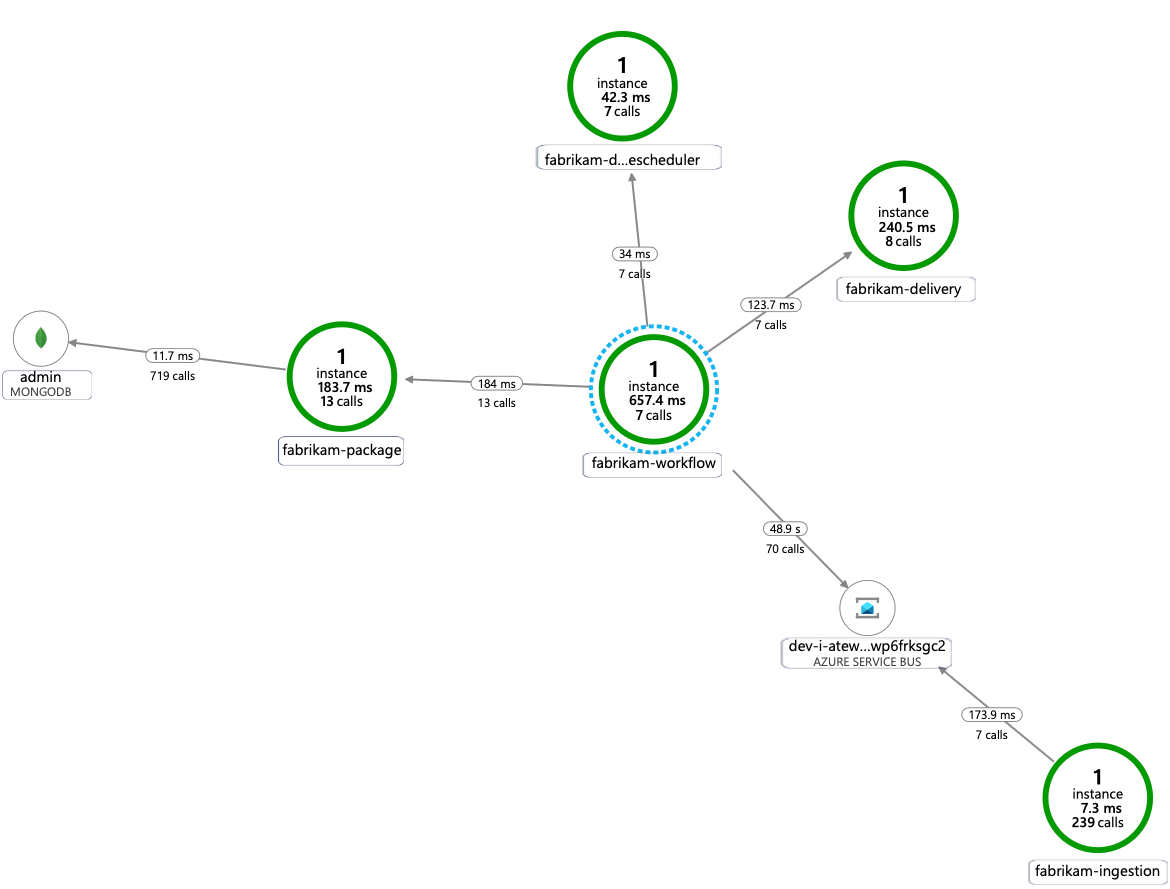 1
instance
42.3 ms
7 calls
fabrikam-d...escheduler
1
instance
240.5 ms
8 calls
fabrikam-delivery
34 ms
7 calls
123.7 ms
7 calls
admin
MONGODB
11.7 ms
719 calls
1
instance
183.7 ms
13 calls
fabrikam-package
184 ms
13 calls
1
instance
657.4 ms
7 calls
fabrikam-workflow
48.9 s
70 calls
dev-i-atew...wp6frksgc2
AZURE SERVICE BUS
173.9 ms
7 calls
1
instance
7.3 ms
239 calls
fabrikam-ingestion